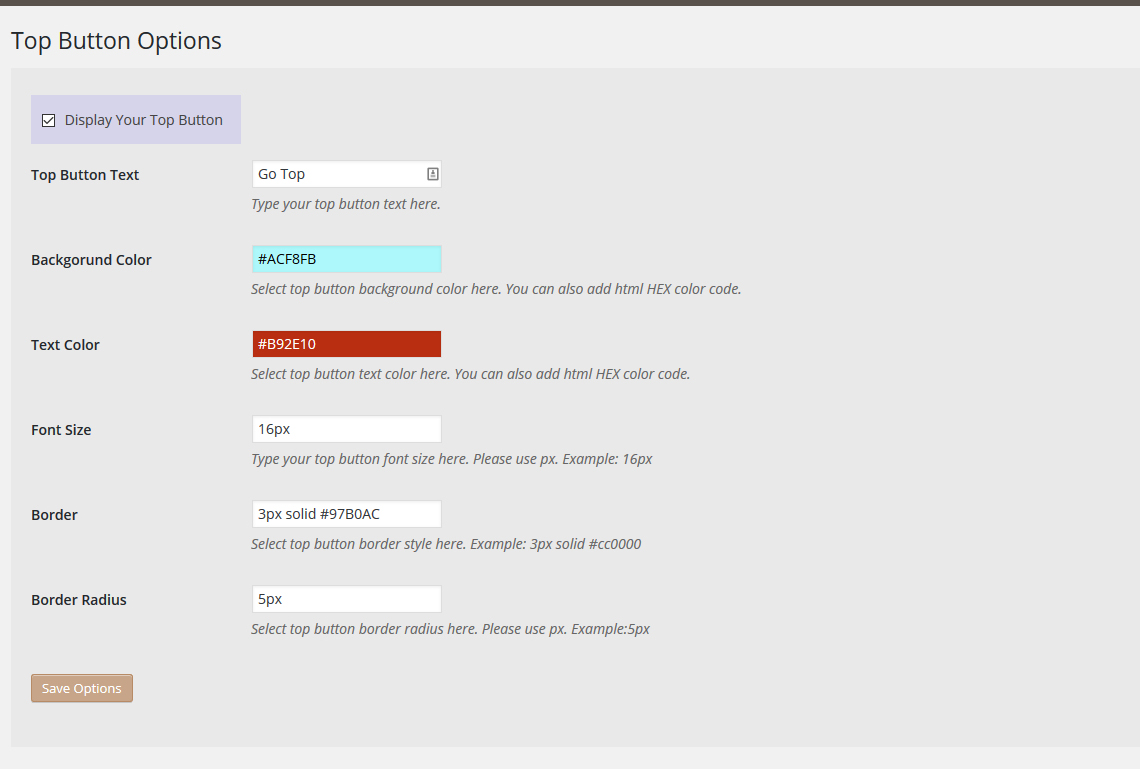 Top Button Options
Display Your Top Button
Top Button Text
Go Top
Type your top button text here.
Backgorund Color
#ACF8FB
Select top button background color here. You can also add html HEX color code.
Text Color
#B92E10
Select top button text color here. You can also add html HEX color code.
Font Size
16px
Type your top button font size here. Please use px. Example: 16px
Border
3px solid #97B0AC
Select top button border style here. Example: 3px solid #cc0000
Border Radius
5px
Select top button border radius here. Please use px. Example:5px
Save Options